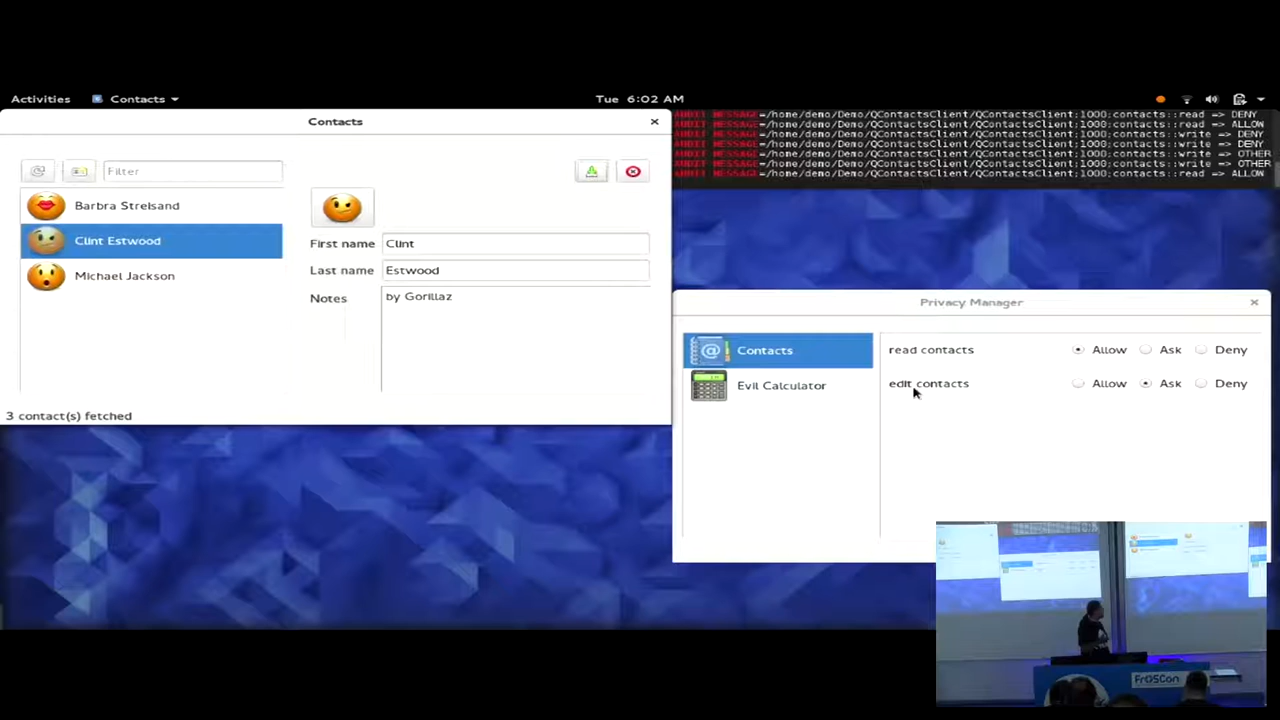 Activities
Contacts
Tue 6:02 AM
Contacts
AUDIT MESSAGE=/home/demo/Demo/QContactsClient/QContactsClient;1000;contacts::read => DENY
AUDIT MESSAGE=/home/demo/Demo/QContactsClient/QContactsClient;1000;contacts::read => ALLOW
AUDIT MESSAGE=/home/demo/Demo/QContactsClient/QContactsClient;1000;contacts::write => DENY
AUDIT MESSAGE=/home/demo/Demo/QContactsClient/QContactsClient;1000;contacts::write => DENY
AUDIT MESSAGE=/home/demo/Demo/QContactsClient/QContactsClient;1000;contacts::write => OTHER
AUDIT MESSAGE=/home/demo/Demo/QContactsClient/QContactsClient;1000;contacts::write => OTHER
AUDIT MESSAGE=/home/demo/Demo/QContactsClient/QContactsClient;1000;contacts::read => ALLOW
Filter
Barbra Streisand
Clint Estwood
Michael Jackson
First name Clint
Last name Estwood
Notes by Gorillaz
3 contact(s) fetched
Privacy Manager
Contacts
Evil Calculator
read contacts Allow Ask Deny
edit contacts Allow Ask Deny
FrOSCon